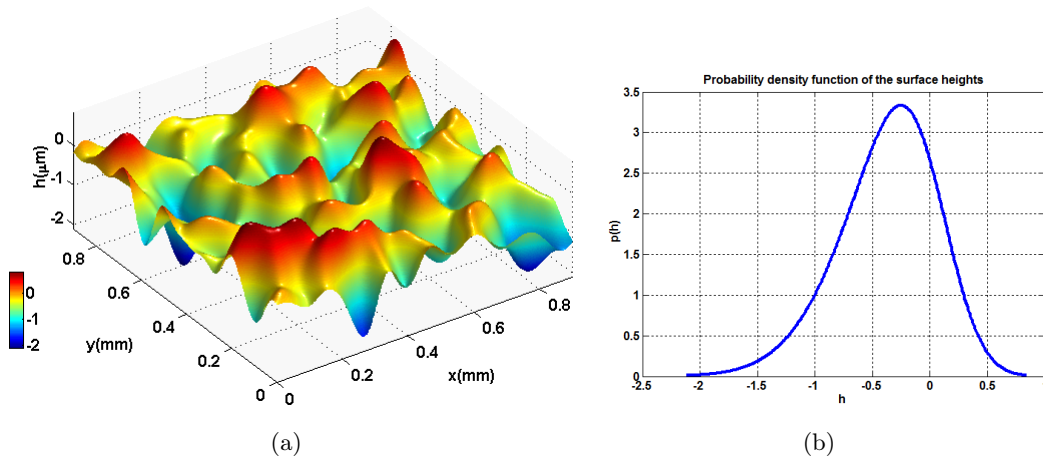 0
-1
-2
h(μm)
0
-1
-2
0.8
0.6
0.4
0.2
0
y(mm)
0
0.2
0.4
0.6
0.8
x(mm)
(a)
Probability density function of the surface heights
3.5
3
2.5
2
1.5
1
0.5
0
p(h)
-2.5 -2 -1.5 -1 -0.5 0 0.5
h
(b)